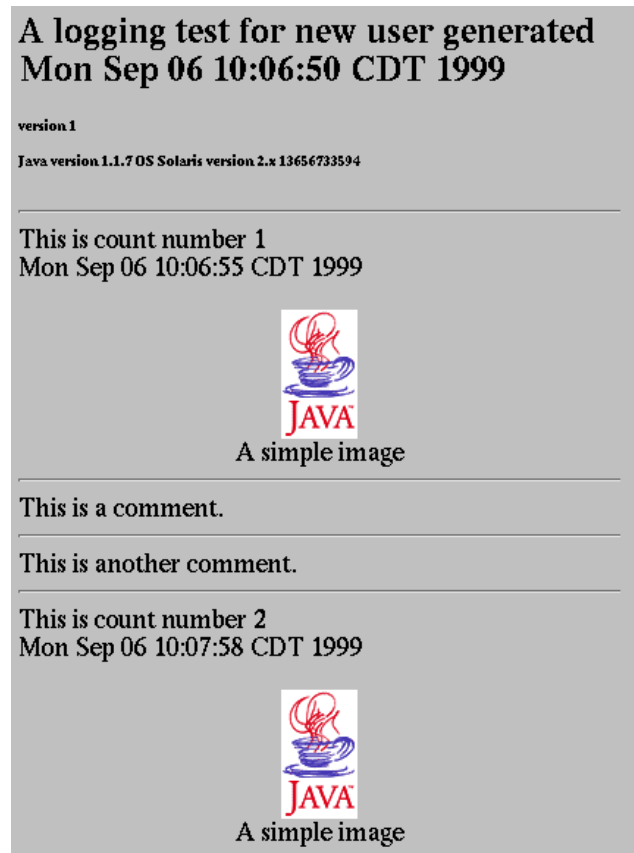 A logging test for new user generated
Mon Sep 06 10:06:50 CDT 1999
version 1
Java version 1.1.7 OS Solaris version 2.x 13656733594
This is count number 1
Mon Sep 06 10:06:55 CDT 1999
JAVA™
A simple image
This is a comment.
This is another comment.
This is count number 2
Mon Sep 06 10:07:58 CDT 1999
JAVA™
A simple image